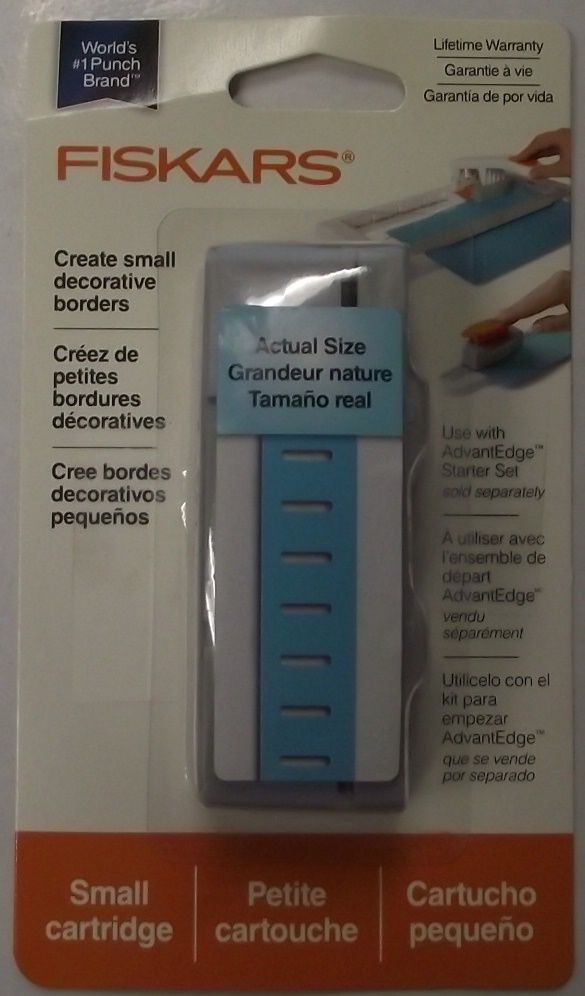 World's
#1 Punch
Brand™
Lifetime Warranty
Garantie à vie
Garantía de por vida
FISKARS®
Create small
decorative
borders
Créez de
petites
bordures
décoratives
Cree bordes
decorativos
pequeños
Actual Size
Grandeur nature
Tamaño real
Use with
AdvantEdge™
Starter Set
sold separately
À utiliser avec
l'ensemble de
départ
AdvantEdge™
vendu
séparément
Utilícelo con el
kit para
empezar
AdvantEdge™
que se vende
por separado
Small
cartridge
Petite
cartouche
Cartucho
pequeño